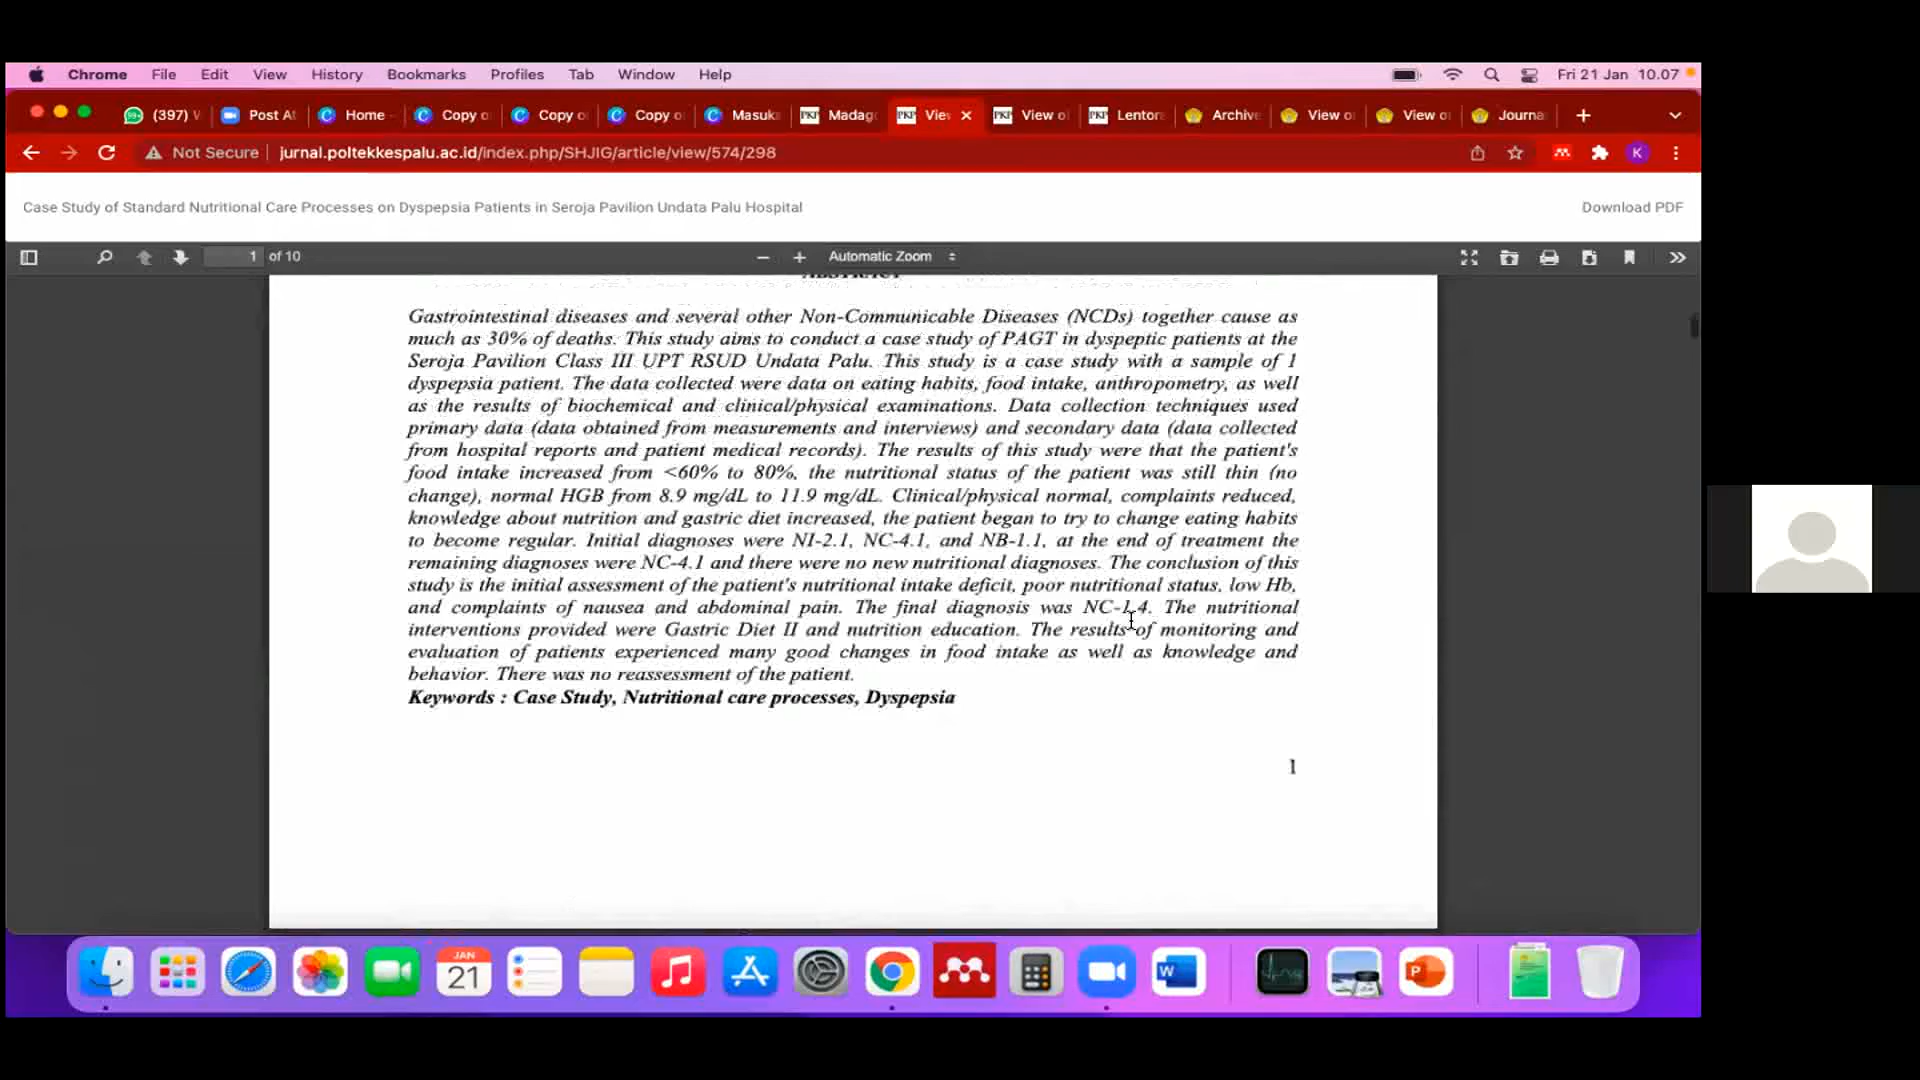 Chrome File Edit View History Bookmarks Profiles Tab Window Help Fri 21 Jan 10.07
(397) Post At Home Copy o Copy o Copy o Masuk Madag View View o Lentor Archiv View o View o Journa
Not Secure jurnal.poltekkespalu.ac.id/index.php/SHJIG/article/view/574/298 K
Case Study of Standard Nutritional Care Processes on Dyspepsia Patients in Seroja Pavilion Undata Palu Hospital Download PDF
1 of 10 Automatic Zoom
Gastrointestinal diseases and several other Non-Communicable Diseases (NCDs) together cause as
much as 30% of deaths. This study aims to conduct a case study of PAGT in dyspeptic patients at the
Seroja Pavilion Class III UPT RSUD Undata Palu. This study is a case study with a sample of 1
dyspepsia patient. The data collected were data on eating habits, food intake, anthropometry, as well
as the results of biochemical and clinical/physical examinations. Data collection techniques used
primary data (data obtained from measurements and interviews) and secondary data (data collected
from hospital reports and patient medical records). The results of this study were that the patient's
food intake increased from <60% to 80%, the nutritional status of the patient was still thin (no
change), normal HGB from 8.9 mg/dL to 11.9 mg/dL. Clinical/physical normal, complaints reduced,
knowledge about nutrition and gastric diet increased, the patient began to try to change eating habits
to become regular. Initial diagnoses were NI-2.1, NC-4.1, and NB-1.1, at the end of treatment the
remaining diagnoses were NC-4.1 and there were no new nutritional diagnoses. The conclusion of this
study is the initial assessment of the patient's nutritional intake deficit, poor nutritional status, low Hb,
and complaints of nausea and abdominal pain. The final diagnosis was NC-1.4. The nutritional
interventions provided were Gastric Diet II and nutrition education. The results of monitoring and
evaluation of patients experienced many good changes in food intake as well as knowledge and
behavior. There was no reassessment of the patient.
Keywords : Case Study, Nutritional care processes, Dyspepsia
1
JAN
21
W
P